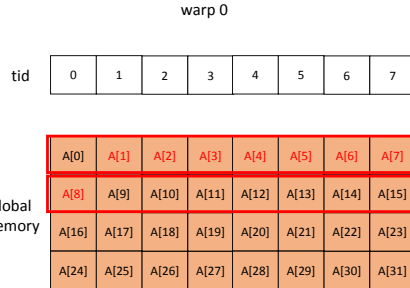 warp 0
tid 0 1 2 3 4 5 6 7
A[0] A[1] A[2] A[3] A[4] A[5] A[6] A[7]
A[8] A[9] A[10] A[11] A[12] A[13] A[14] A[15]
lobal
emory
A[16] A[17] A[18] A[19] A[20] A[21] A[22] A[23]
A[24] A[25] A[26] A[27] A[28] A[29] A[30] A[31]